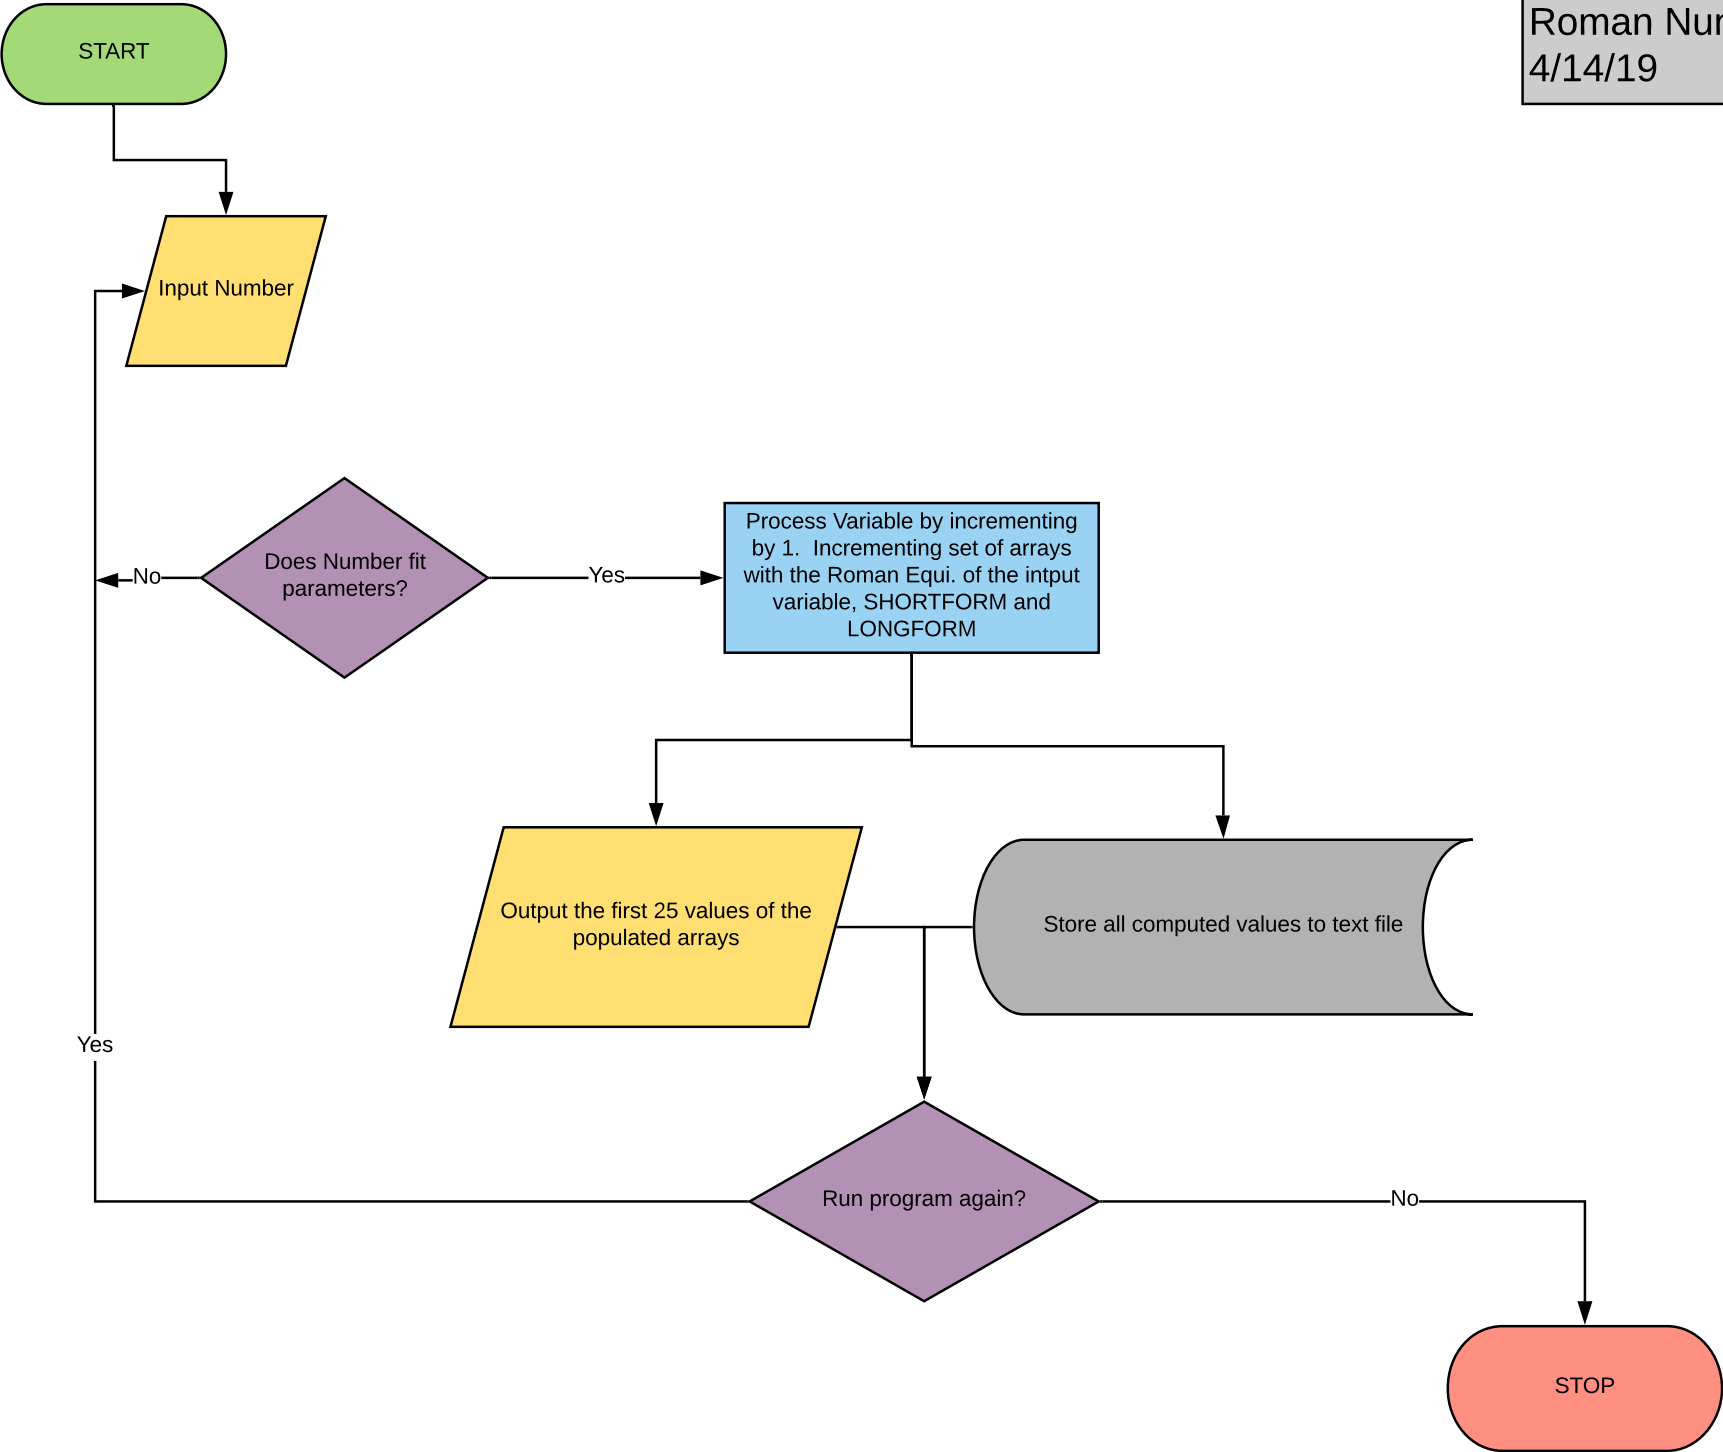 START
Roman Num
4/14/19
Input Number
Does Number fit
parameters?
No
Yes
Process Variable by incrementing
by 1.  Incrementing set of arrays
with the Roman Equi. of the intput
variable, SHORTFORM and
LONGFORM
Output the first 25 values of the
populated arrays
Store all computed values to text file
Yes
Run program again?
No
STOP